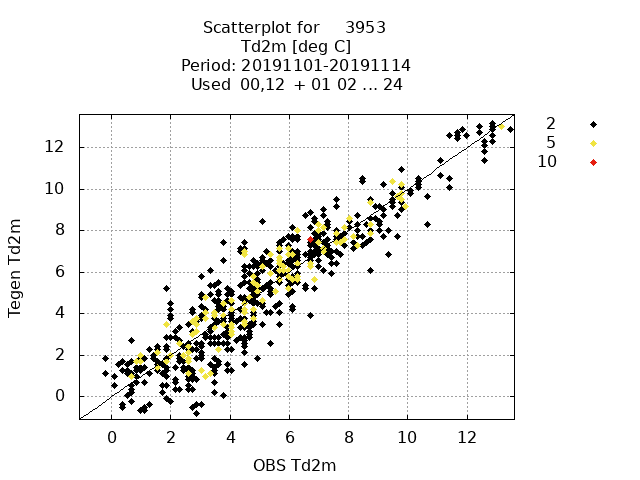 Scatterplot for 3953
Td2m [deg C]
Period: 20191101-20191114
Used 00,12 + 01 02 ... 24
2
5
10
12
10
8
6
4
2
0
Tegen Td2m
0 2 4 6 8 10 12
OBS Td2m